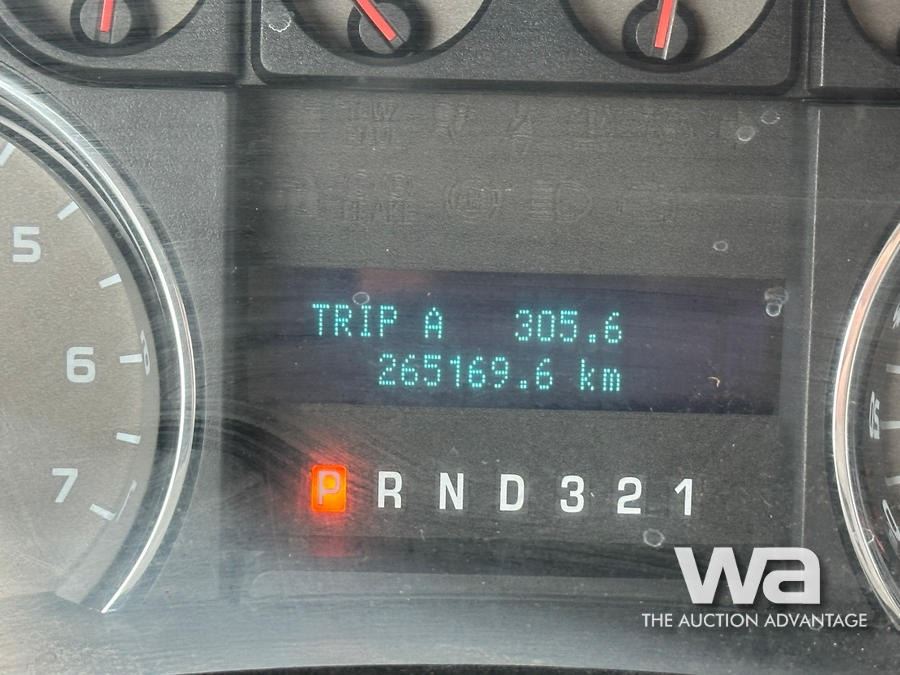 5
6
7
TRIP A 305.6
265169.6 km
P R N D 3 2 1
wa
THE AUCTION ADVANTAGE